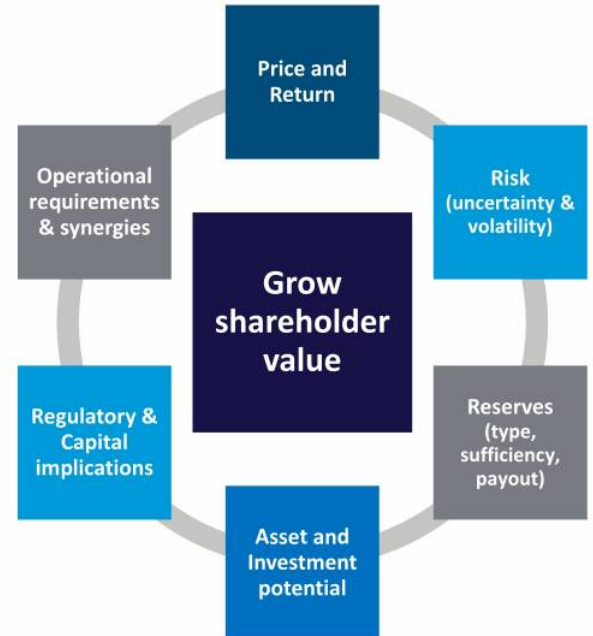 Price and
Return
Risk
(uncertainty &
volatility)
Reserves
(type,
sufficiency,
payout)
Asset and
Investment
potential
Regulatory &
Capital
implications
Operational
requirements
& synergies
Grow
shareholder
value